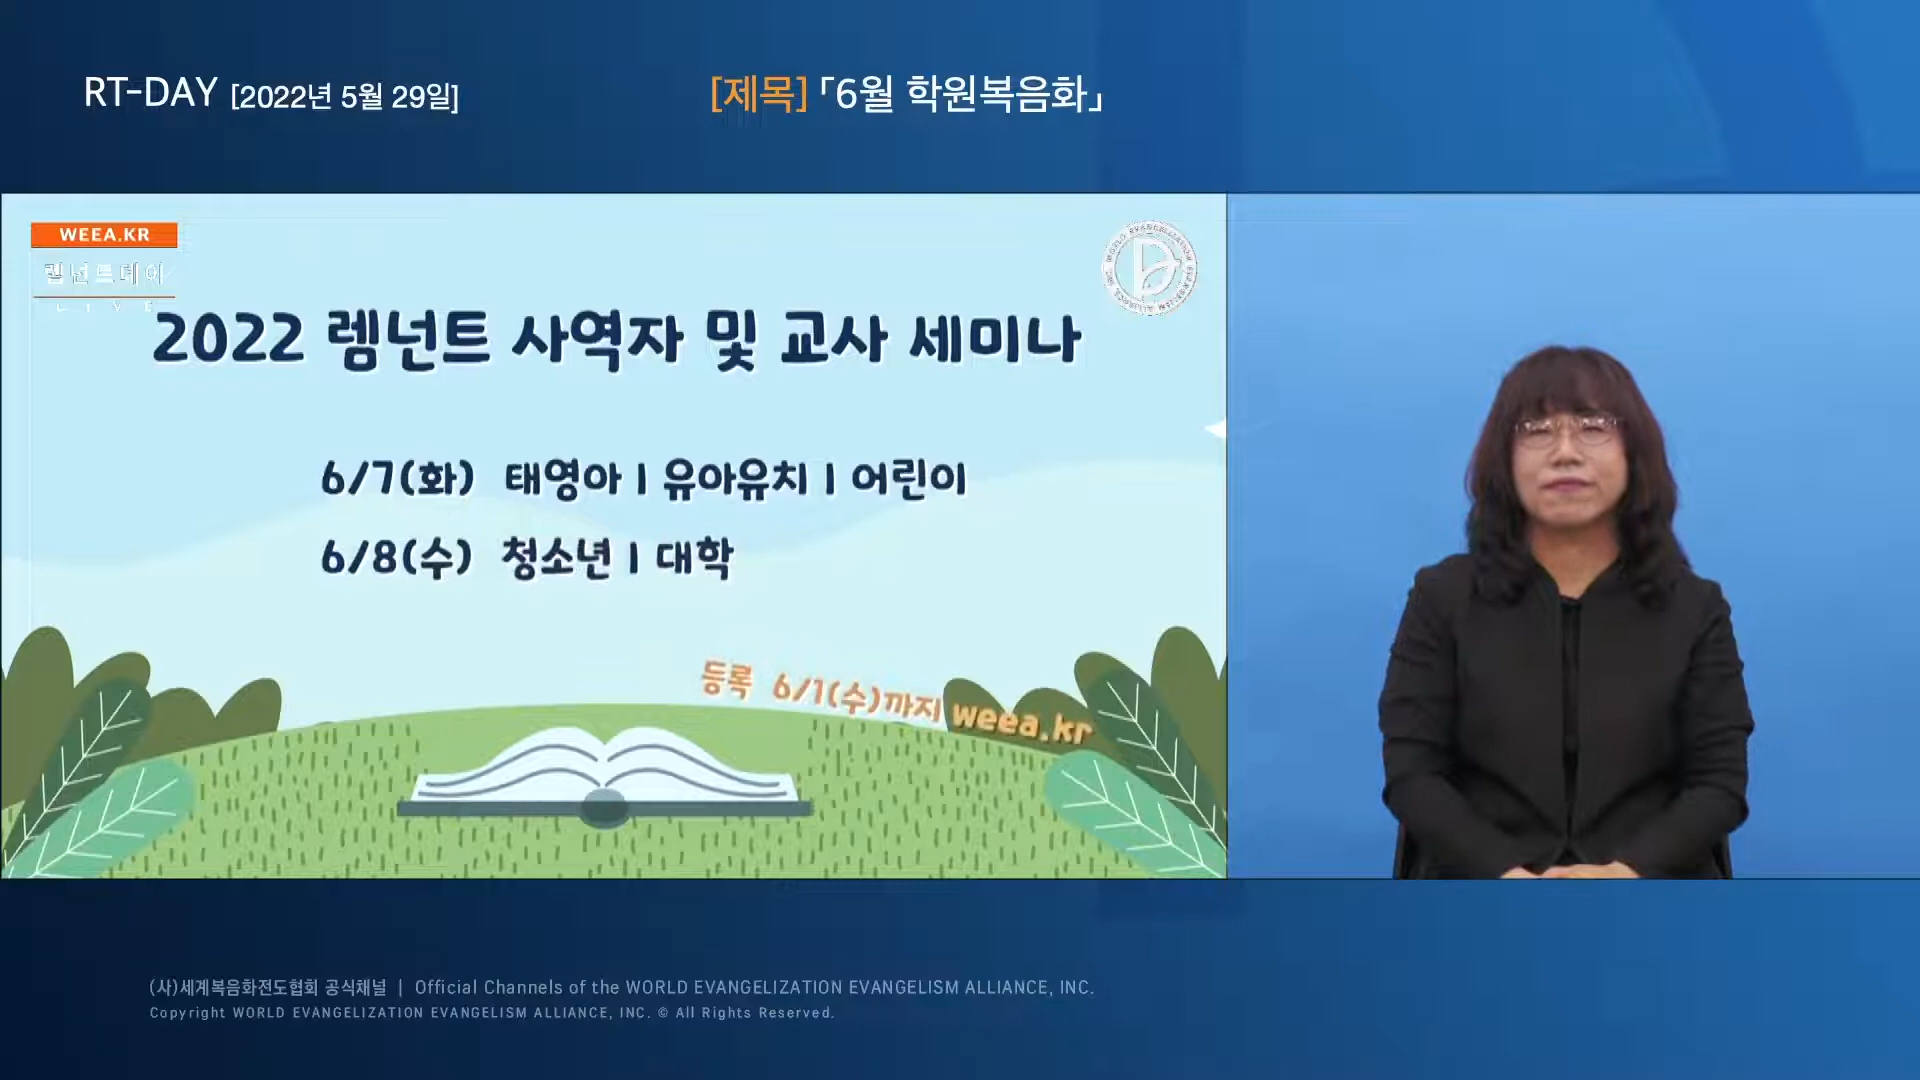 RT-DAY [2022년 5월 29일]
[제목] 「6월 학원복음화」
WEEA.KR
렘넌트데이
LIVE
2022 렘넌트 사역자 및 교사 세미나
6/7(화) 태영아 I 유아유치 I 어린이
6/8(수) 청소년 I 대학
등록 6/1(수)까지 weea.kr
(사)세계복음화전도협회 공식채널 | Official Channels of the WORLD EVANGELIZATION EVANGELISM ALLIANCE, INC.
Copyright WORLD EVANGELIZATION EVANGELISM ALLIANCE, INC. © All Rights Reserved.